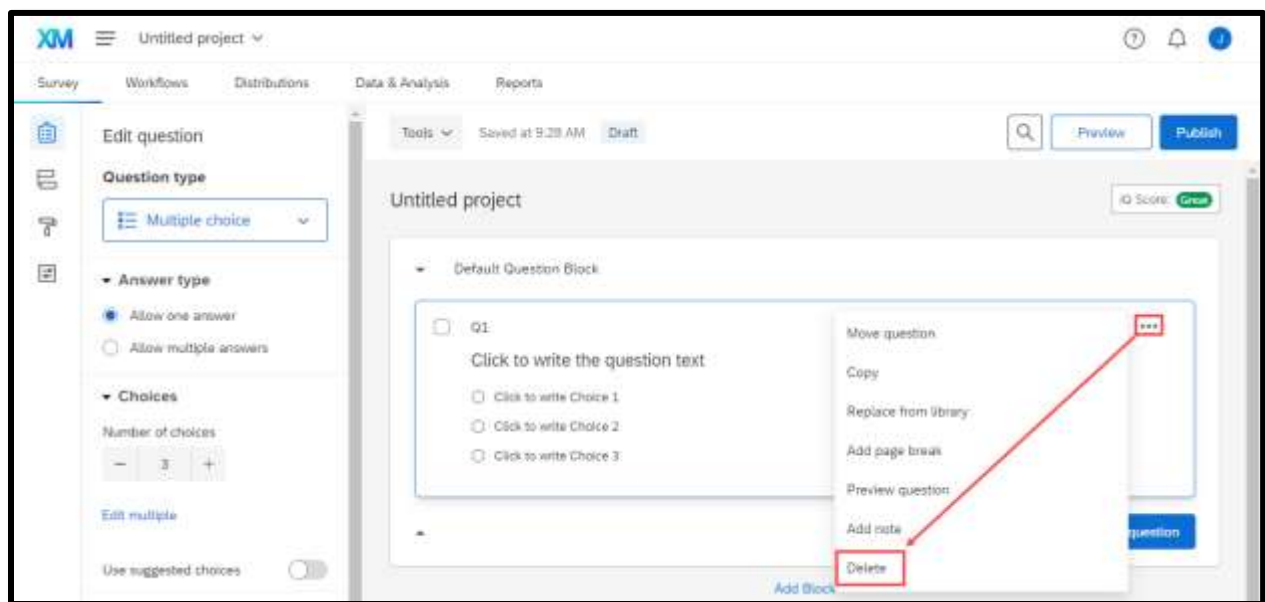 XM Untitled project J
Survey Workflows Distributions Data & Analysis Reports
Edit question
Tools Saved at 9:28 AM Draft
Preview Publish
Question type
Multiple choice
Untitled project
iQ Score: Great
Answer type
Allow one answer
Allow multiple answers
Default Question Block
Q1
Click to write the question text
Click to write Choice 1
Click to write Choice 2
Click to write Choice 3
Move question
Copy
Replace from library
Add page break
Preview question
Add note
Delete
Choices
Number of choices
3
Edit multiple
Use suggested choices
question
Add Block